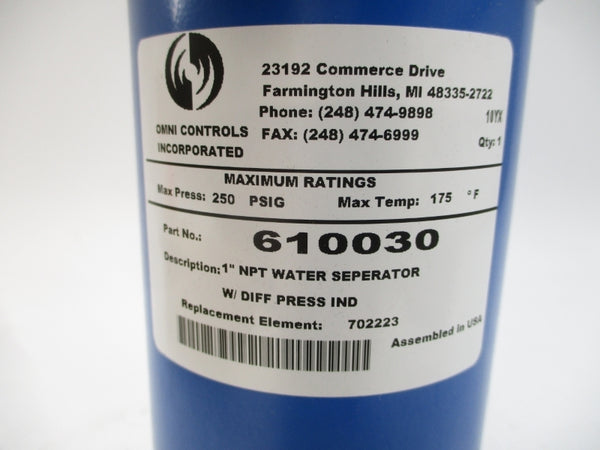 23192 Commerce Drive
Farmington Hills, MI 48335-2722
Phone: (248) 474-9898
FAX: (248) 474-6999
10YX
Qty: 1
OMNI CONTROLS
INCORPORATED
MAXIMUM RATINGS
Max Press: 250 PSIG Max Temp: 175 °F
Part No.: 610030
Description: 1" NPT WATER SEPERATOR
W/ DIFF PRESS IND
Replacement Element: 702223
Assembled in USA